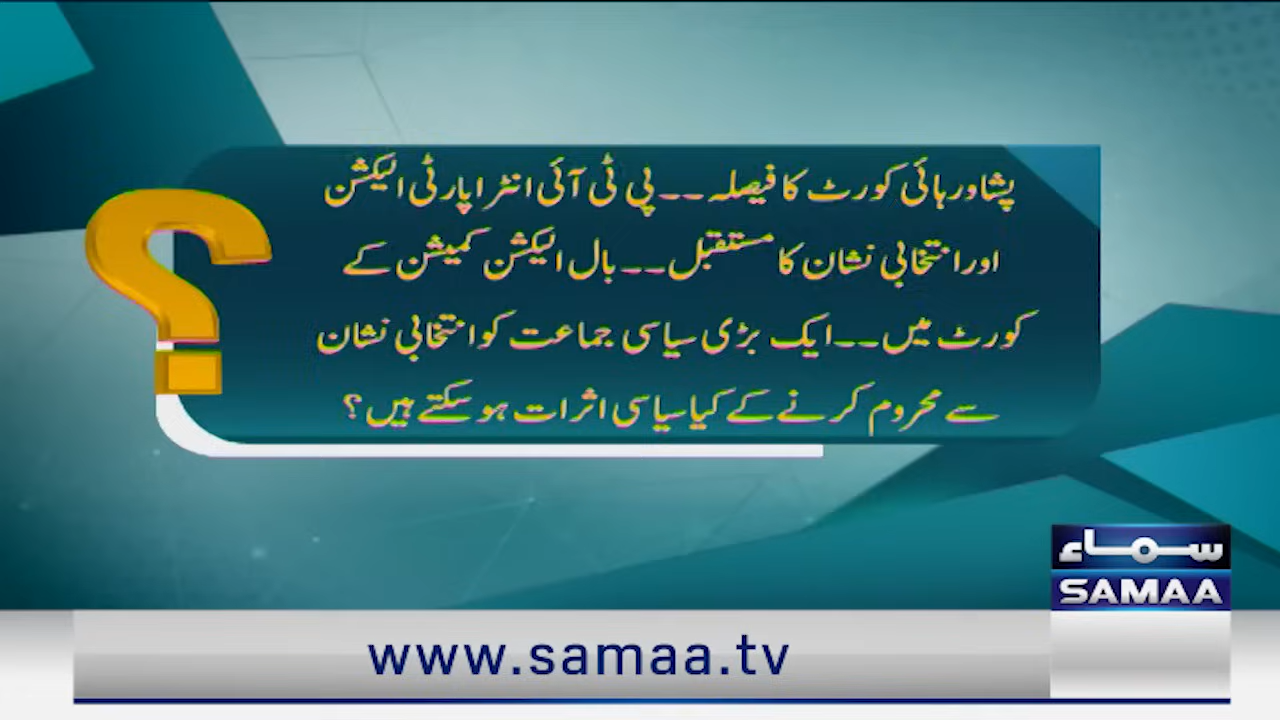 پشاور ہائی کورٹ کا فیصلہ۔۔پی ٹی آئی انٹرا پارٹی الیکشن
اور انتخابی نشان کا مستقبل۔۔بال الیکشن کمیشن کے
کورٹ میں۔۔ایک بڑی سیاسی جماعت کو انتخابی نشان
سے محروم کرنے کے کیا سیاسی اثرات ہو سکتے ہیں؟
؟
سماء
SAMAA
www.samaa.tv